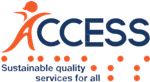 ACCESS
Sustainable quality
services for all